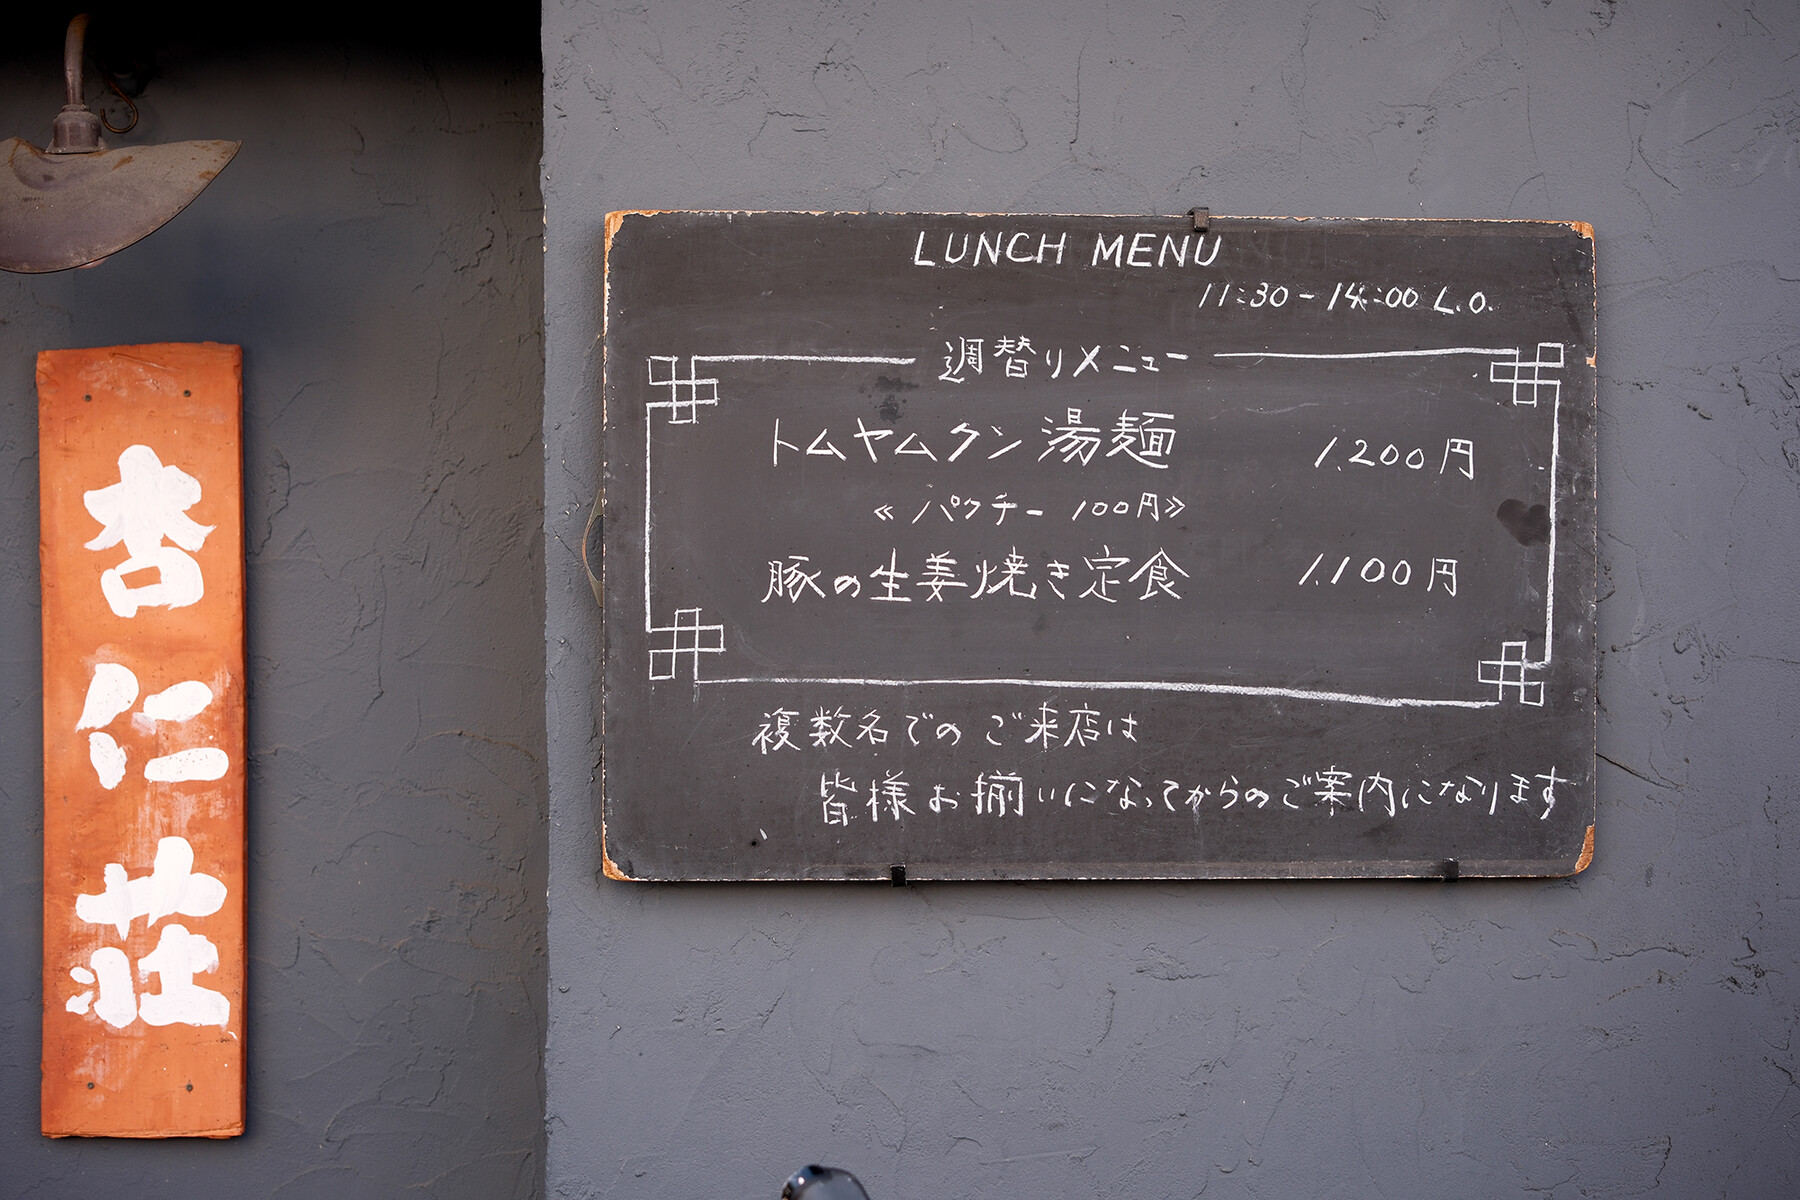 杏仁荘
LUNCH MENU
11:30-14:00 L.O.
週替りメニュー
トムヤムクン湯麺 1,200円
《パクチー 100円》
豚の生姜焼き定食 1,100円
複数名でのご来店は
皆様お揃いになってからのご案内になります